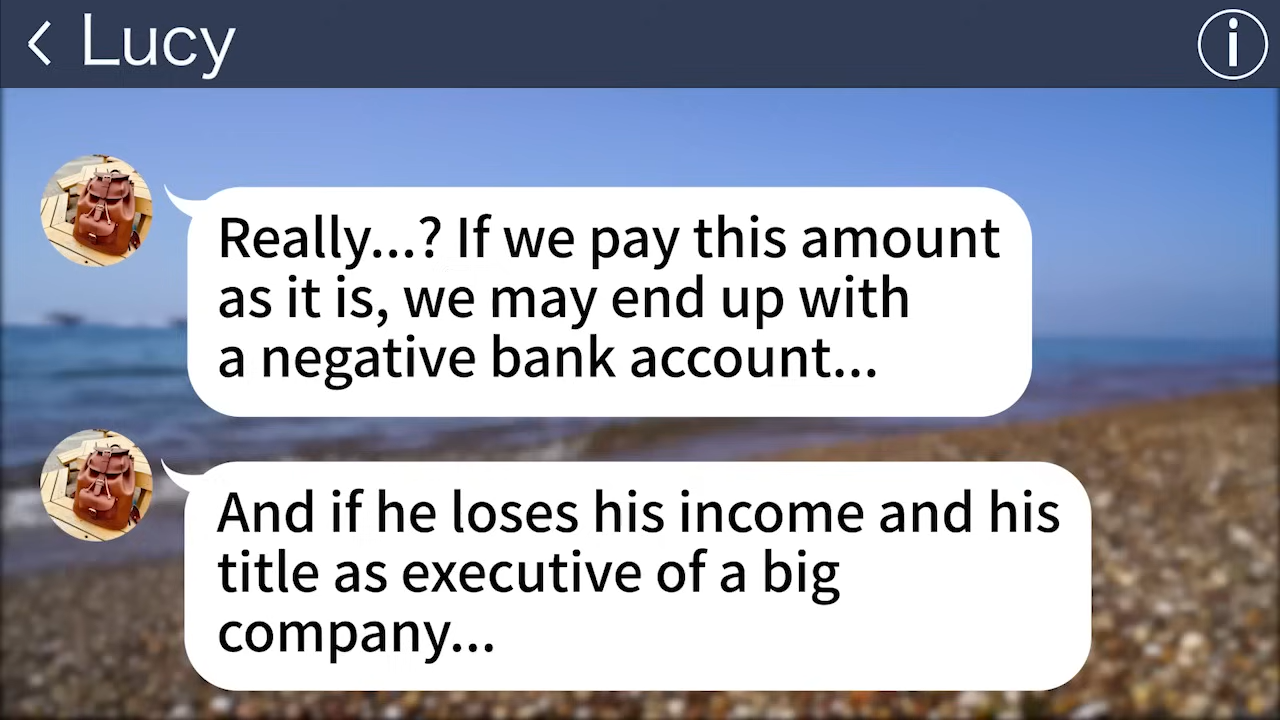 Lucy
Really...? If we pay this amount
as it is, we may end up with
a negative bank account...
And if he loses his income and his
title as executive of a big
company...